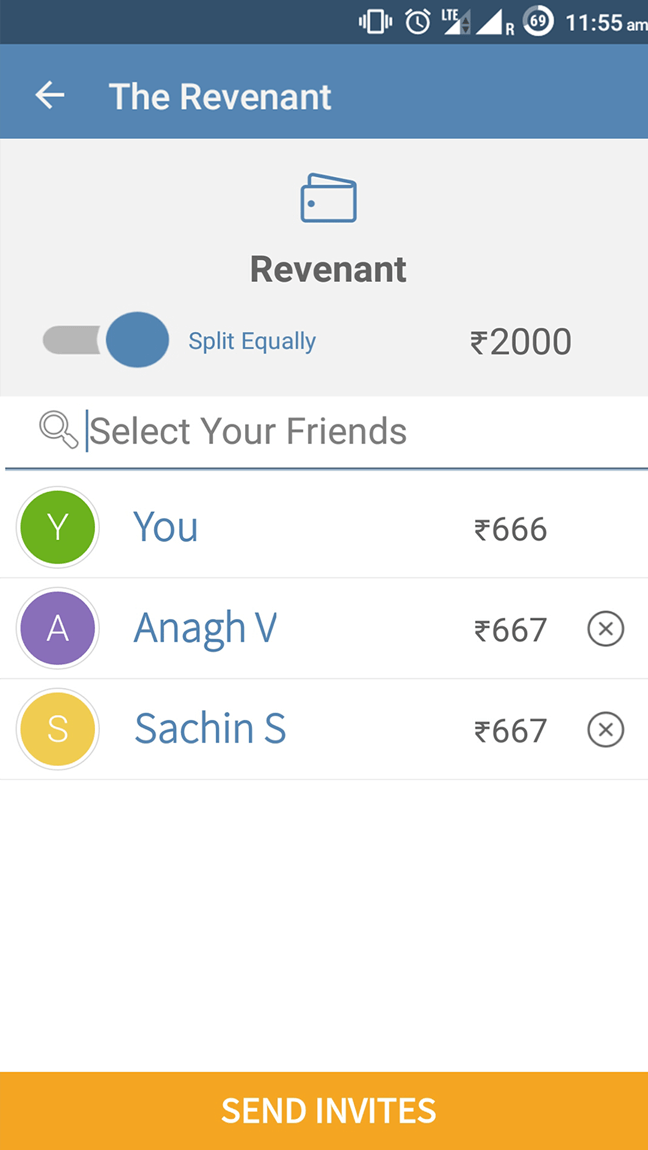 LTE R 69 11:55 am
The Revenant
Revenant
Split Equally ₹2000
Select Your Friends
Y You ₹666
A Anagh V ₹667
S Sachin S ₹667
SEND INVITES